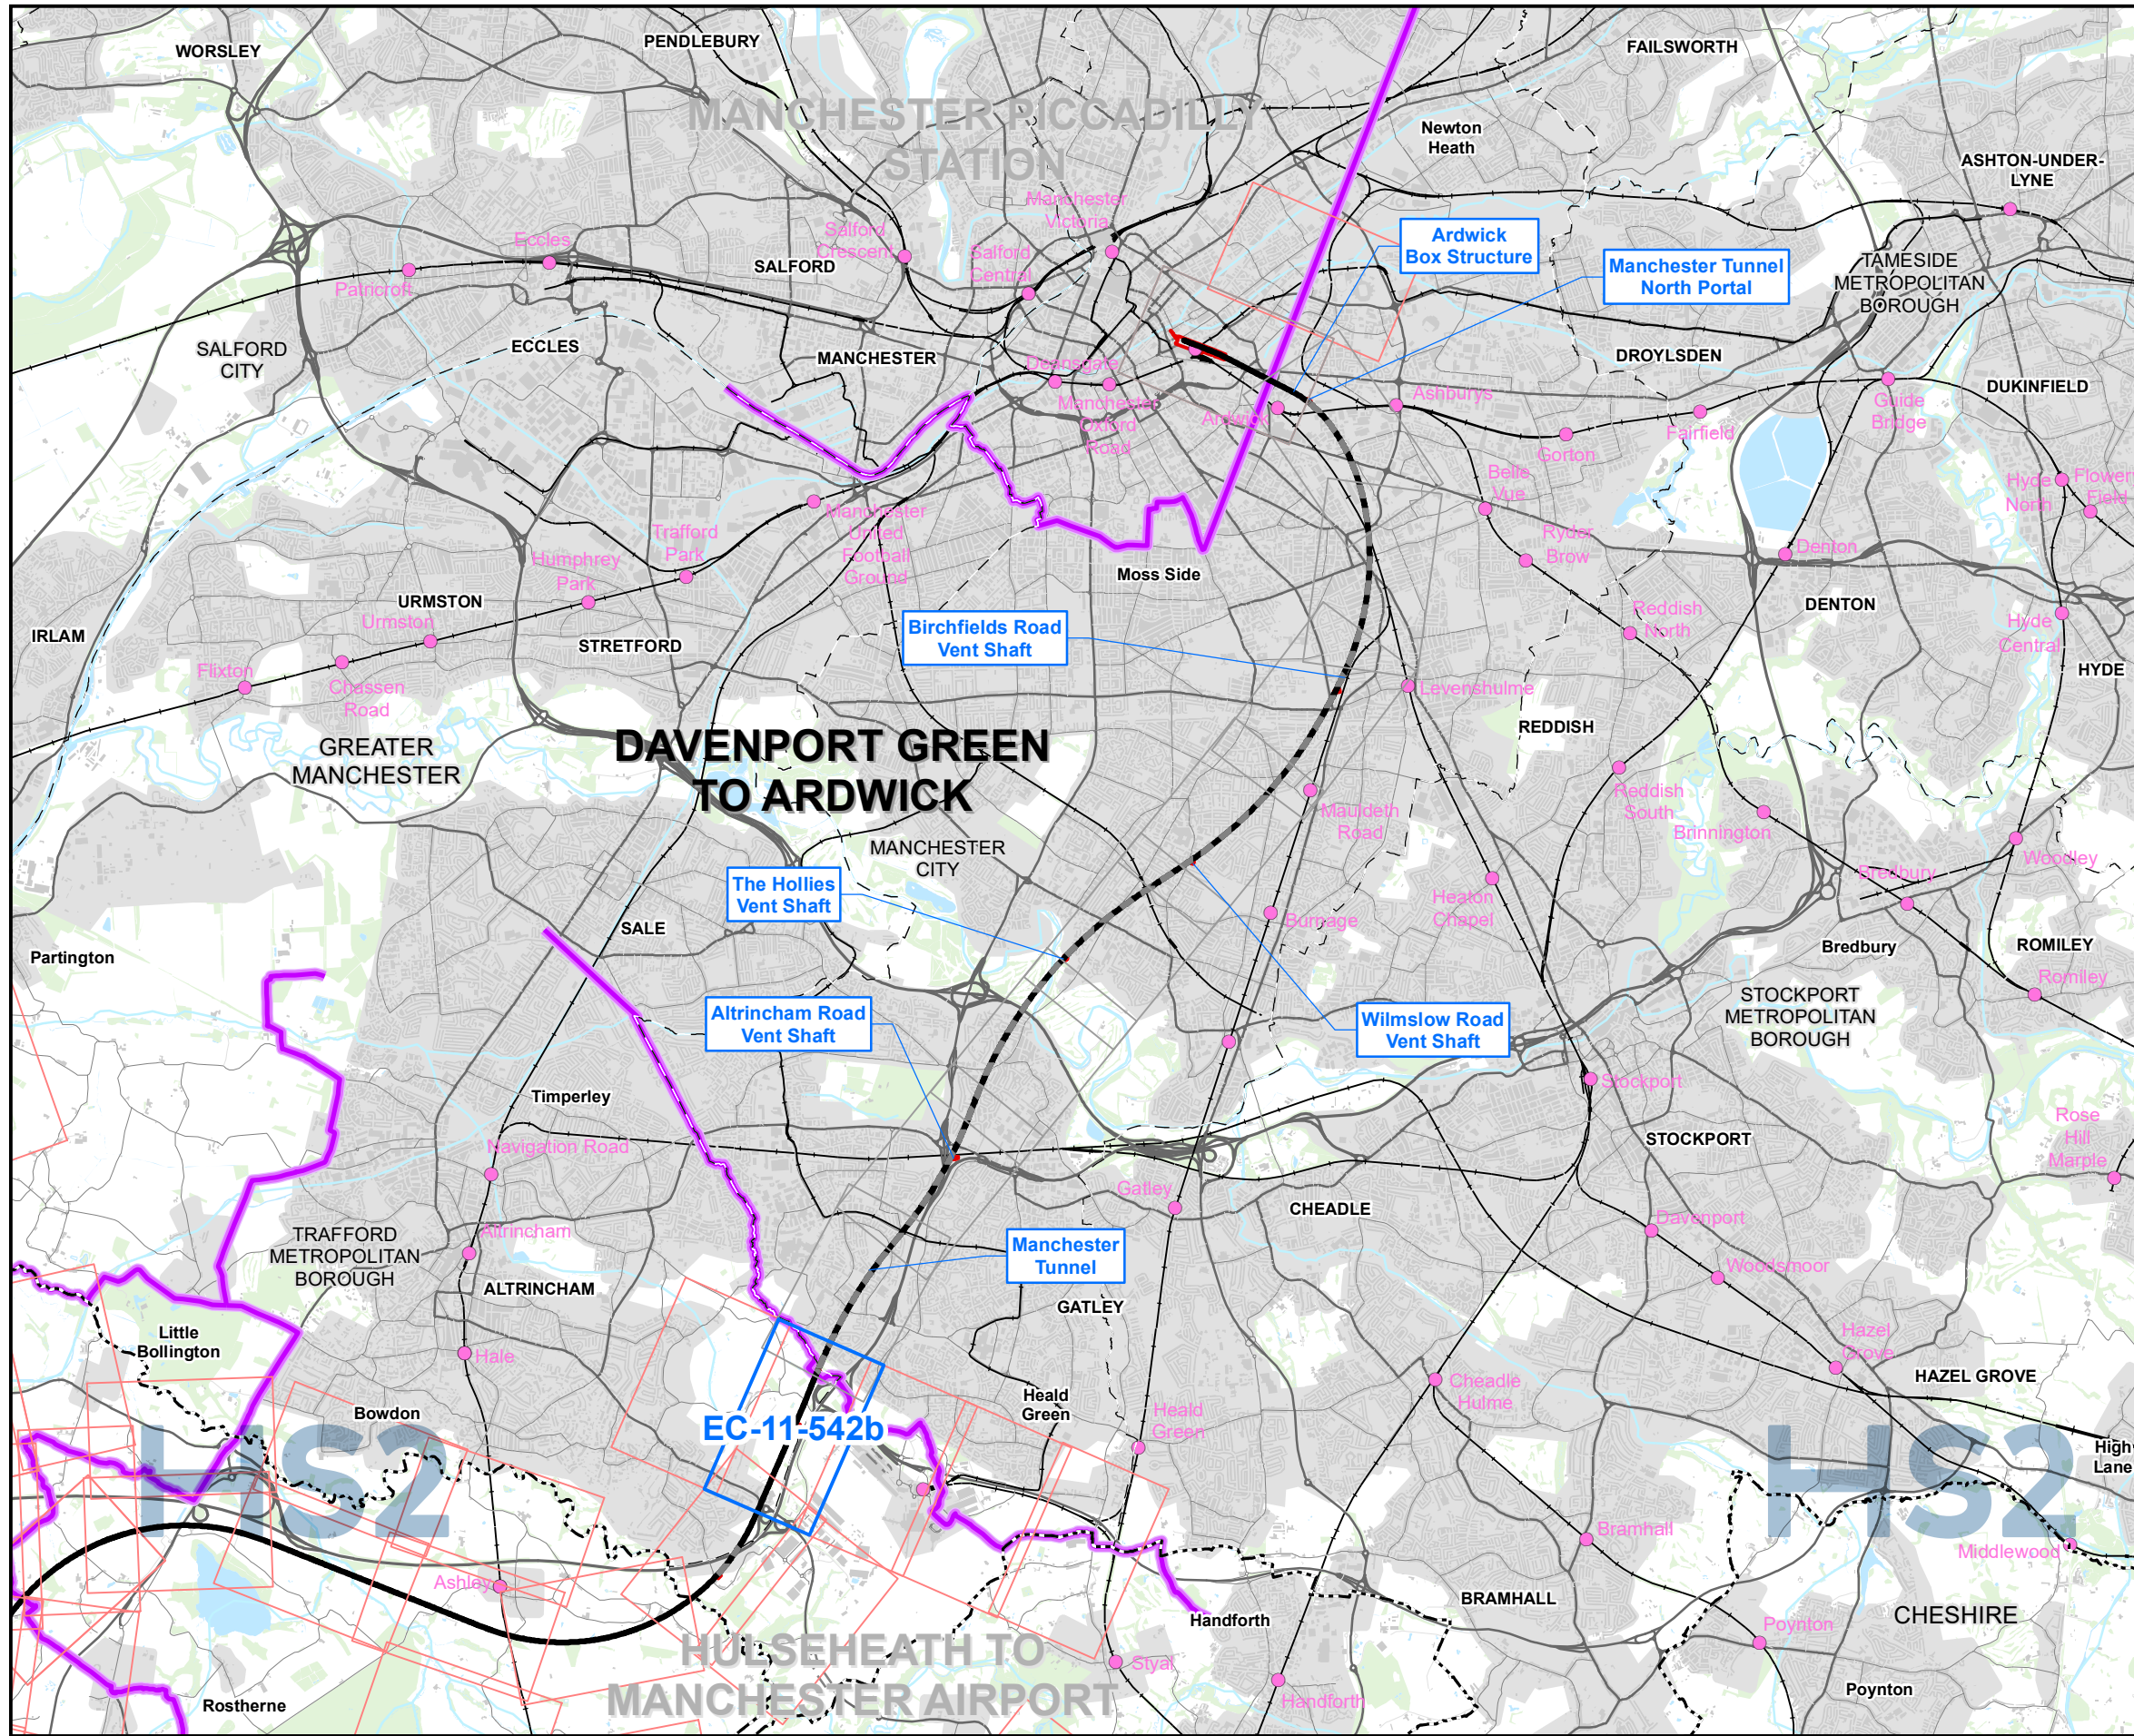 WORSLEY
PENDLEBURY
FAILSWORTH
MANCHESTER PICCADILLY
STATION
Newton
Heath
ASHTON-UNDER-
LYNE
Manchester
Victoria
Salford
Crescent
Salford
Central
Eccles
Patricroft
SALFORD
Ardwick
Box Structure
Manchester Tunnel
North Portal
TAMESIDE
METROPOLITAN
BOROUGH
SALFORD
CITY
ECCLES
MANCHESTER
Deansgate
Manchester
Oxford
Road
Ardwick
Ashburys
DROYLSDEN
DUKINFIELD
Guide
Bridge
Fairfield
Gorton
Belle
Vue
Hyde
North
Flowery
Field
Manchester
United
Football
Ground
Trafford
Park
Humphrey
Park
Ryder
Brow
Denton
Moss Side
URMSTON
Urmston
IRLAM
STRETFORD
Birchfields Road
Vent Shaft
Reddish
North
DENTON
Hyde
Central
HYDE
Flixton
Chassen
Road
Levenshulme
REDDISH
GREATER
MANCHESTER
DAVENPORT GREEN
TO ARDWICK
Mauldeth
Road
Reddish
South
Brinnington
MANCHESTER
CITY
Woodley
Bredbury
The Hollies
Vent Shaft
Heaton
Chapel
Burnage
SALE
Partington
Bredbury
ROMILEY
Romiley
Altrincham Road
Vent Shaft
Wilmslow Road
Vent Shaft
STOCKPORT
METROPOLITAN
BOROUGH
Stockport
Timperley
Navigation Road
STOCKPORT
Rose
Hill
Marple
Gatley
CHEADLE
Davenport
TRAFFORD
METROPOLITAN
BOROUGH
Altrincham
ALTRINCHAM
Manchester
Tunnel
Woodsmoor
GATLEY
Little
Bollington
Hale
Hazel
Grove
HAZEL GROVE
Cheadle
Hulme
Heald
Green
Heald
Green
Bowdon
EC-11-542b
HS2
HS2
High
Lane
Bramhall
Middlewood
Ashley
BRAMHALL
Handforth
CHESHIRE
Poynton
HULSEHEATH TO
MANCHESTER AIRPORT
Styal
Handforth
Rostherne
Poynton